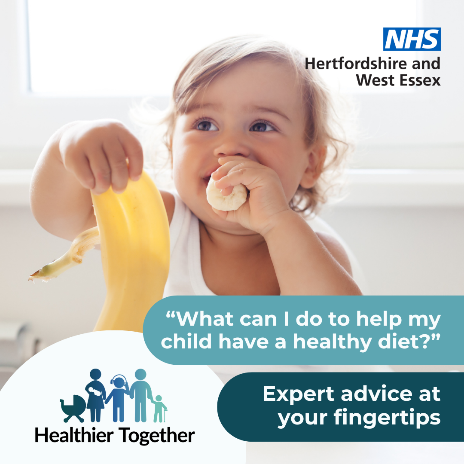 NHS
Hertfordshire and
West Essex
“What can I do to help my
child have a healthy diet?”
Expert advice at
your fingertips
Healthier Together